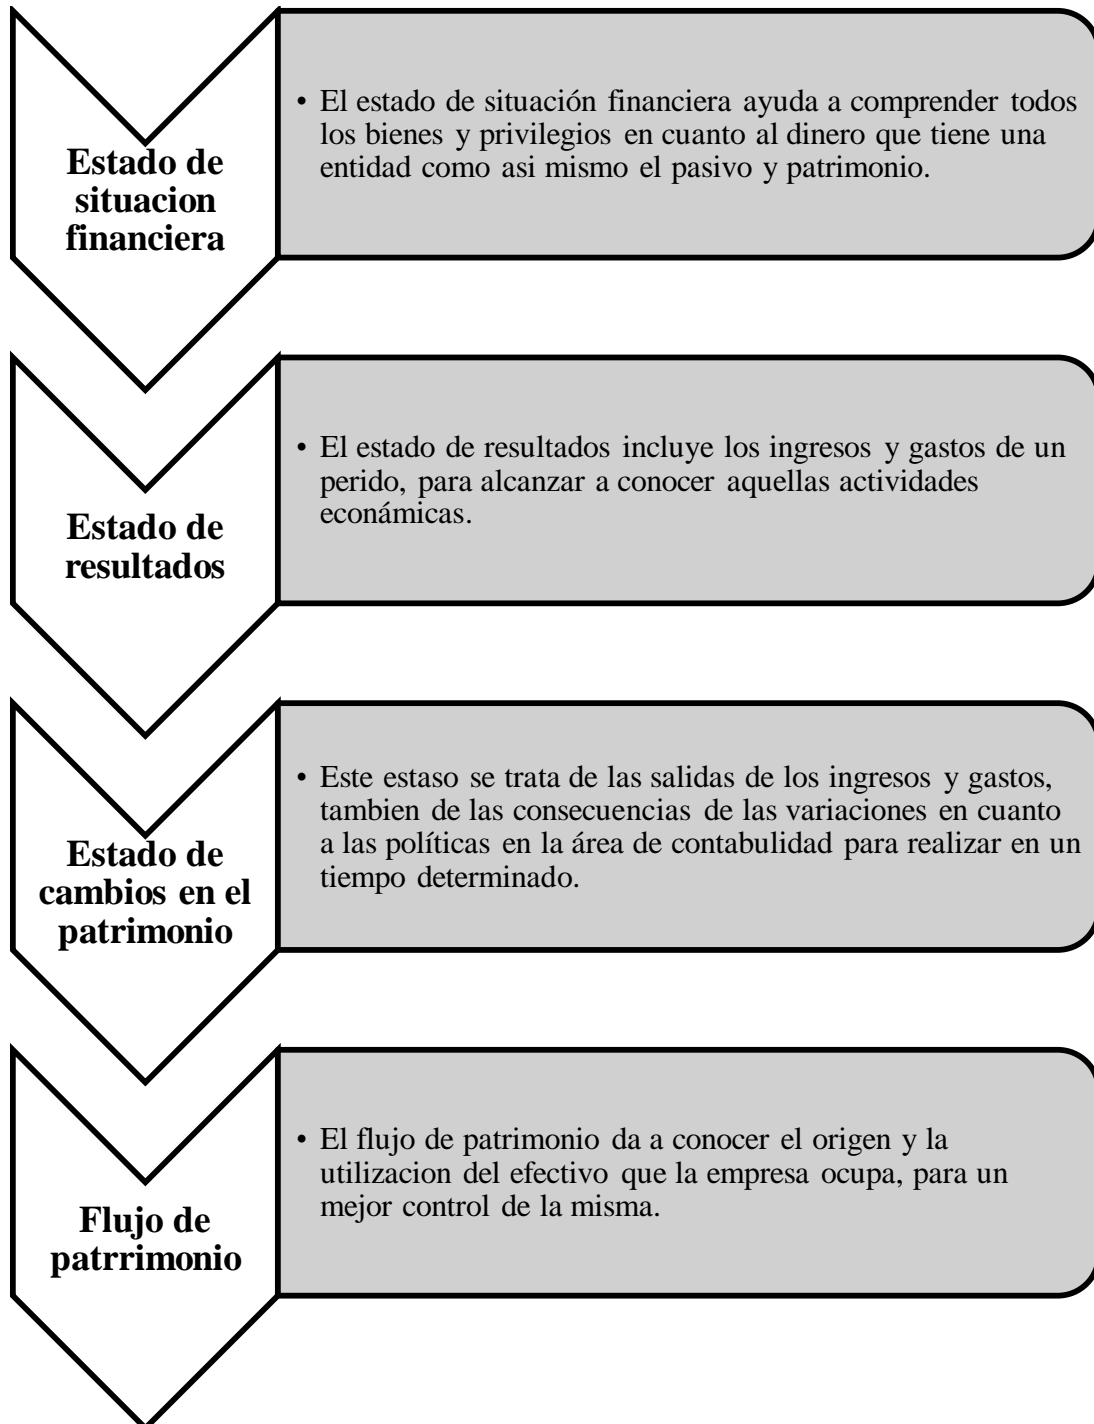 Estado de
situacion
financiera
• El estado de situación financiera ayuda a comprender todos
los bienes y privilegios en cuanto al dinero que tiene una
entidad como asi mismo el pasivo y patrimonio.
Estado de
resultados
• El estado de resultados incluye los ingresos y gastos de un
perido, para alcanzar a conocer aquellas actividades
económicas.
Estado de
cambios en el
patrimonio
• Este estaso se trata de las salidas de los ingresos y gastos,
tambien de las consecuencias de las variaciones en cuanto
a las políticas en la área de contabulidad para realizar en un
tiempo determinado.
Flujo de
patrrimonio
• El flujo de patrimonio da a conocer el origen y la
utilizacion del efectivo que la empresa ocupa, para un
mejor control de la misma.